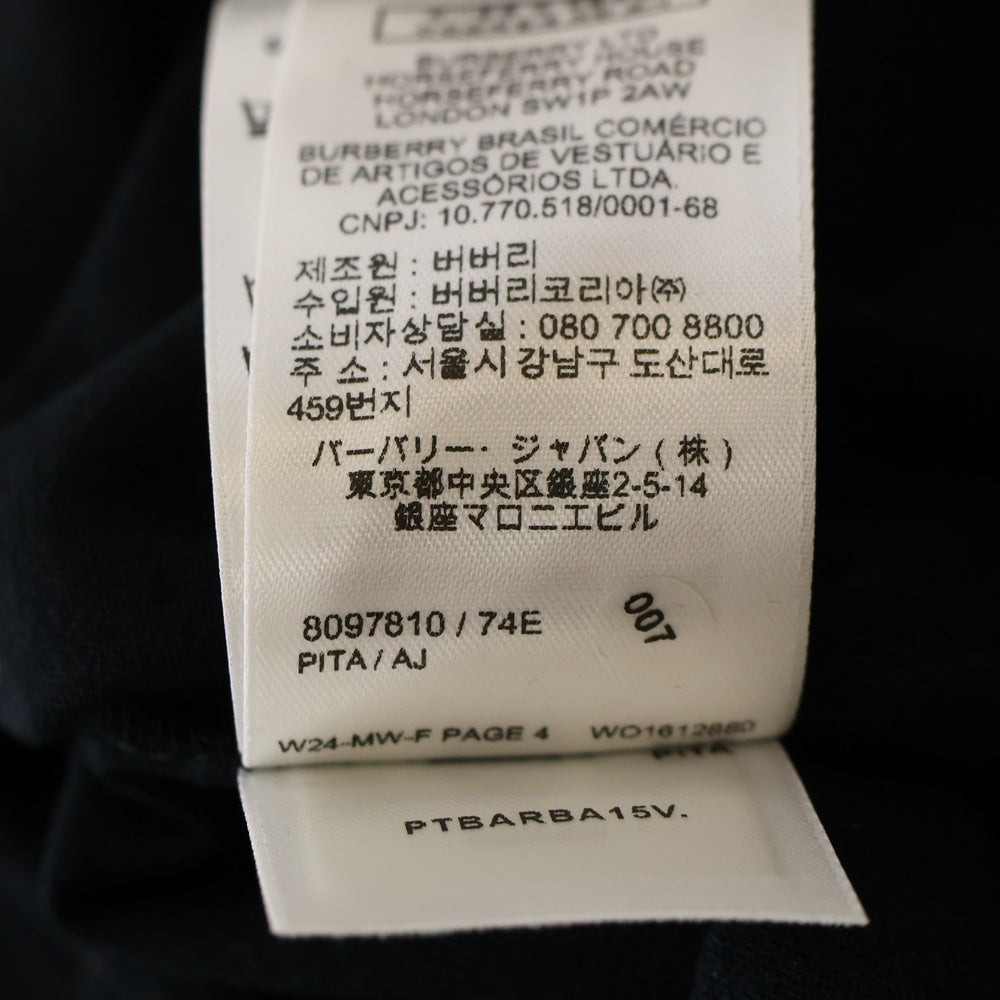 BURBERRY LTD
HORSEFERRY HOUSE
HORSEFERRY ROAD
LONDON SW1P 2AW
BURBERRY BRASIL COMÉRCIO
DE ARTIGOS DE VESTUÁRIO E
ACESSÓRIOS LTDA.
CNPJ: 10.770.518/0001-68
제조원 : 버버리
수입원 : 버버리코리아㈜
소비자상담실 : 080 700 8800
주 소 : 서울시 강남구 도산대로
459번지
バーバリー・ジャパン ( 株 )
東京都中央区銀座2-5-14
銀座マロニエビル
8097810 / 74E
007
PITA / AJ
W24-MW-F PAGE 4 WO1612880
PITA
PTBARBA15V.